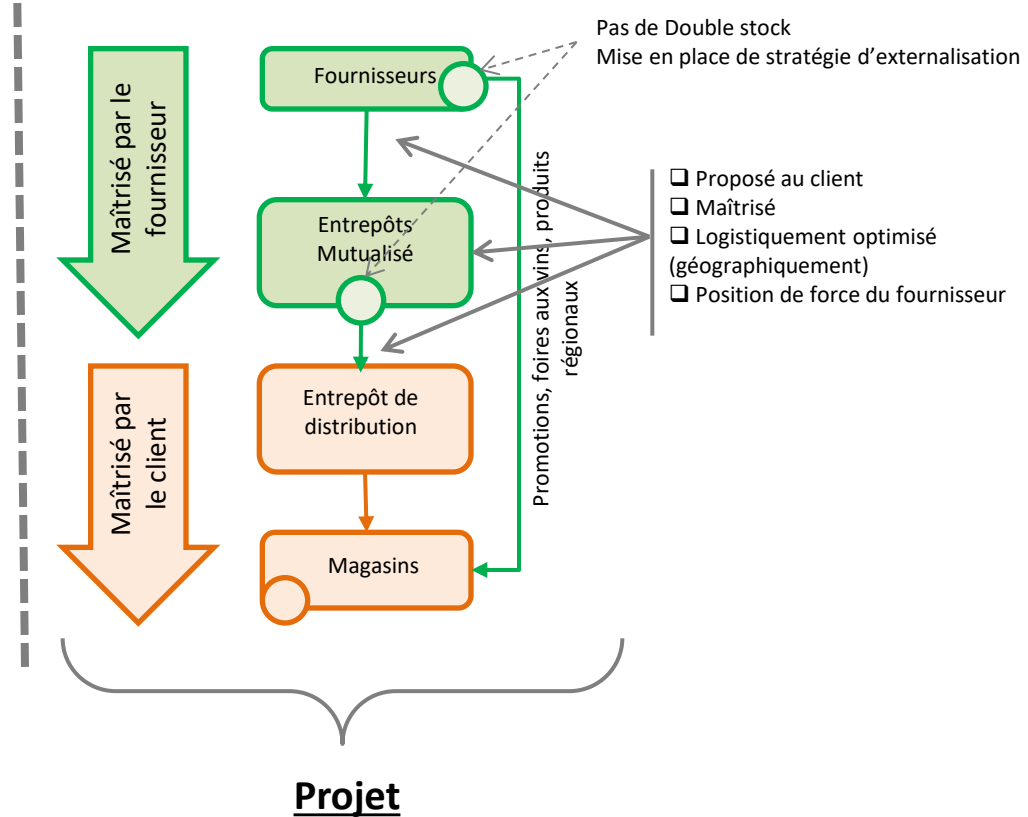 Pas de Double stock
Mise en place de stratégie d’externalisation
Fournisseurs
Maîtrisé par le
fournisseur
Entrepôts
Mutualisé
❑ Proposé au client
❑ Maîtrisé
❑ Logistiquement optimisé
(géographiquement)
❑ Position de force du fournisseur
Promotions, foires aux vins, produits
régionaux
Maîtrisé par
le client
Entrepôt de
distribution
Magasins
Projet